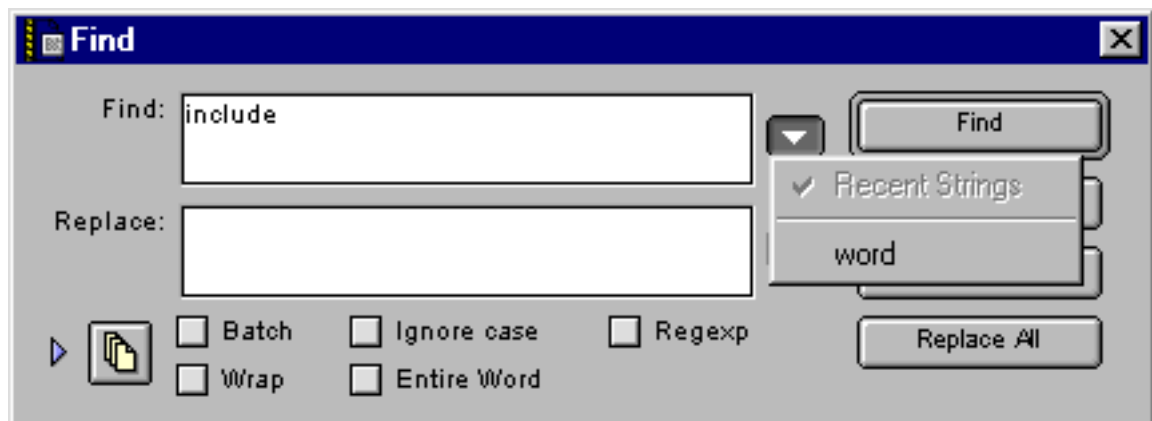 Find
Find:
include
Find
Recent Strings
Replace:
word
Batch
Ignore case
Regexp
Replace All
Wrap
Entire Word